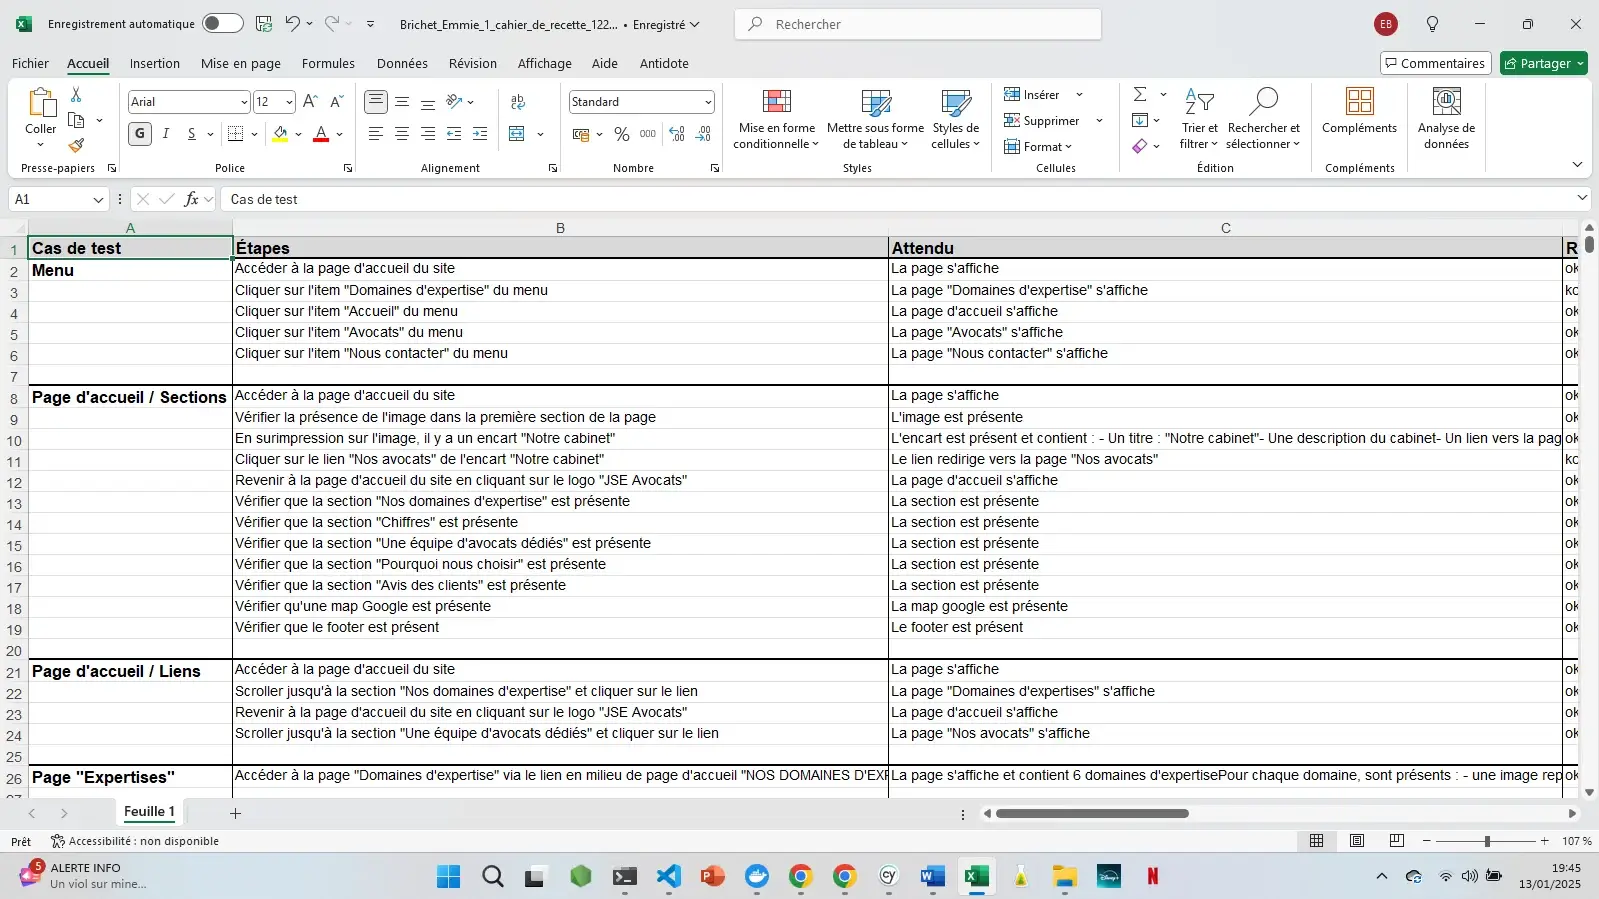 Enregistrement automatique
Brichet_Emmie_1_cahier_de_recette_122... • Enregistré
Rechercher
EB
Fichier Accueil Insertion Mise en page Formules Données Révision Affichage Aide Antidote
Commentaires Partager
Coller
Presse-papiers
Arial 12
G I S
Police
Alignement
Standard
% 000
Nombre
Mise en forme conditionnelle
Mettre sous forme de tableau
Styles de cellules
Styles
Insérer
Supprimer
Format
Cellules
Trier et filtrer
Rechercher et sélectionner
Édition
Compléments
Compléments
Analyse de données
A1 fx Cas de test
A B C
1 Cas de test Étapes Attendu R
2 Menu Accéder à la page d'accueil du site La page s'affiche ok
3 Cliquer sur l'item "Domaines d'expertise" du menu La page "Domaines d'expertise" s'affiche ko
4 Cliquer sur l'item "Accueil" du menu La page d'accueil s'affiche ok
5 Cliquer sur l'item "Avocats" du menu La page "Avocats" s'affiche ok
6 Cliquer sur l'item "Nous contacter" du menu La page "Nous contacter" s'affiche ok
7
8 Page d'accueil / Sections Accéder à la page d'accueil du site La page s'affiche ok
9 Vérifier la présence de l'image dans la première section de la page L'image est présente ok
10 En surimpression sur l'image, il y a un encart "Notre cabinet" L'encart est présent et contient : - Un titre : "Notre cabinet"- Une description du cabinet- Un lien vers la pag ok
11 Cliquer sur le lien "Nos avocats" de l'encart "Notre cabinet" Le lien redirige vers la page "Nos avocats" ko
12 Revenir à la page d'accueil du site en cliquant sur le logo "JSE Avocats" La page d'accueil s'affiche ok
13 Vérifier que la section "Nos domaines d'expertise" est présente La section est présente ok
14 Vérifier que la section "Chiffres" est présente La section est présente ok
15 Vérifier que la section "Une équipe d'avocats dédiés" est présente La section est présente ok
16 Vérifier que la section "Pourquoi nous choisir" est présente La section est présente ok
17 Vérifier que la section "Avis des clients" est présente La section est présente ok
18 Vérifier qu'une map Google est présente La map google est présente ok
19 Vérifier que le footer est présent Le footer est présent ok
20
21 Page d'accueil / Liens Accéder à la page d'accueil du site La page s'affiche ok
22 Scroller jusqu'à la section "Nos domaines d'expertise" et cliquer sur le lien La page "Domaines d'expertises" s'affiche ok
23 Revenir à la page d'accueil du site en cliquant sur le logo "JSE Avocats" La page d'accueil s'affiche ok
24 Scroller jusqu'à la section "Une équipe d'avocats dédiés" et cliquer sur le lien La page "Nos avocats" s'affiche ok
25
26 Page "Expertises" Accéder à la page "Domaines d'expertise" via le lien en milieu de page d'accueil "NOS DOMAINES D'EXP La page s'affiche et contient 6 domaines d'expertisePour chaque domaine, sont présents : - une image rep ok
Feuille 1
Prêt Accessibilité : non disponible 107 %
5 ALERTE INFO
Un viol sur mine...
19:45
13/01/2025